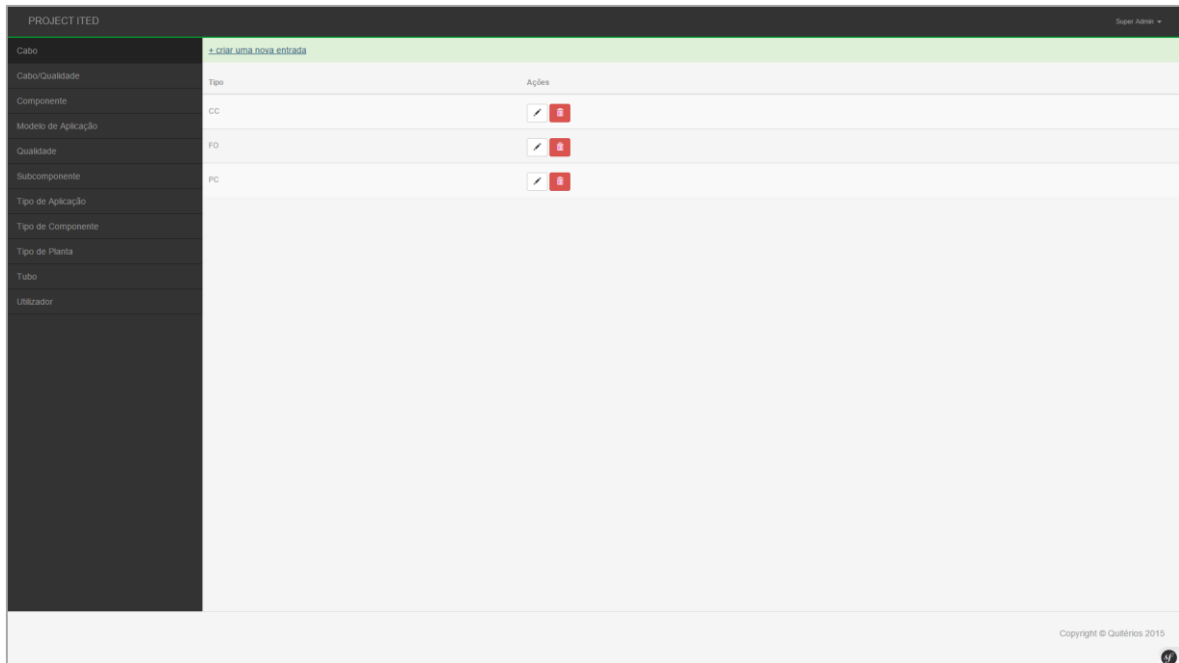 PROJECT ITED
Super Admin
Cabo
Cabo/Qualidade
Componente
Modelo de Aplicação
Qualidade
Subcomponente
Tipo de Aplicação
Tipo de Componente
Tipo de Planta
Tubo
Utilizador
+ criar uma nova entrada
Tipo Ações
CC
FO
PC
Copyright © Quitérios 2015
sf